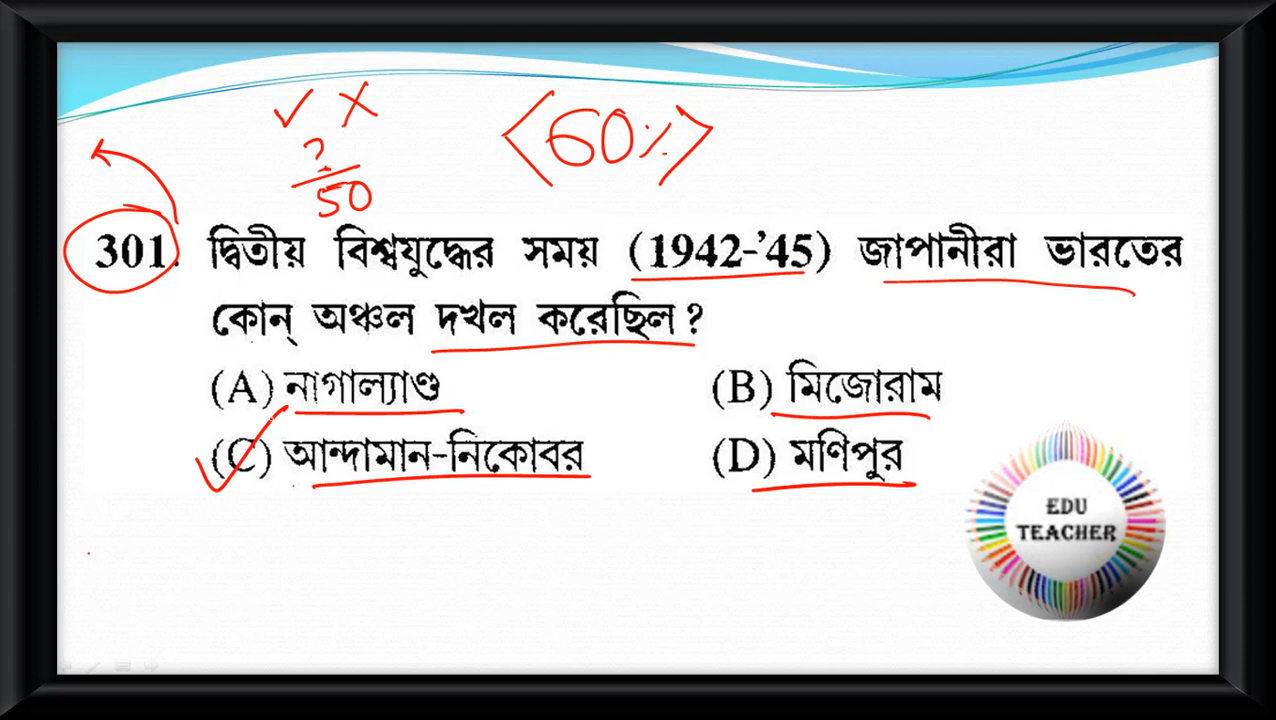 ✓ X
?
50
<60%>
301. দ্বিতীয় বিশ্বযুদ্ধের সময় (1942-'45) জাপানীরা ভারতের
কোন্ অঞ্চল দখল করেছিল?
(A) নাগাল্যাণ্ড (B) মিজোরাম
(C) আন্দামান-নিকোবর (D) মণিপুর
EDU
TEACHER